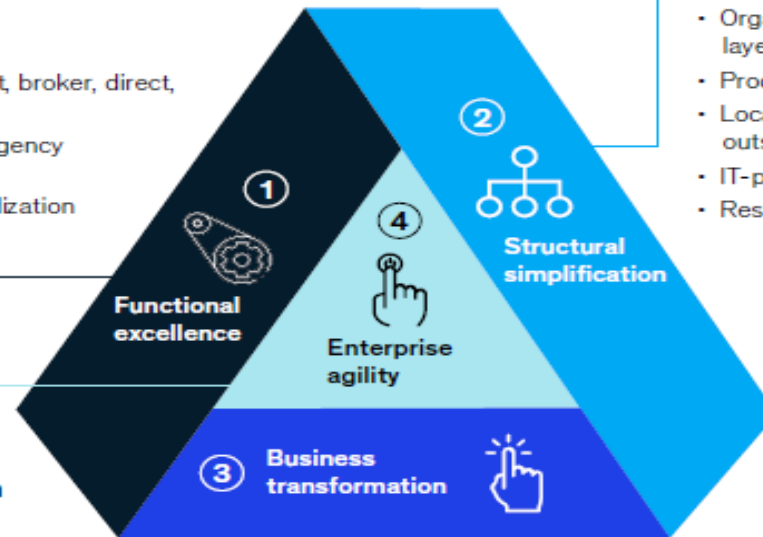 t, broker, direct,
gency
lization
1
Functional
excellence
2
Structural
simplification
4
Enterprise
agility
3
Business
transformation
• Org
laye
• Proc
• Loca
outs
• IT-p
• Res